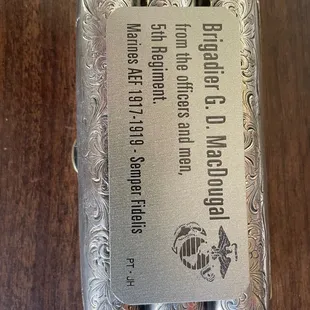 Brigadier G. D. MacDougal
from the officers and men,
5th Regiment.
Marines AEF 1917-1919 - Semper Fidelis
PT - JH